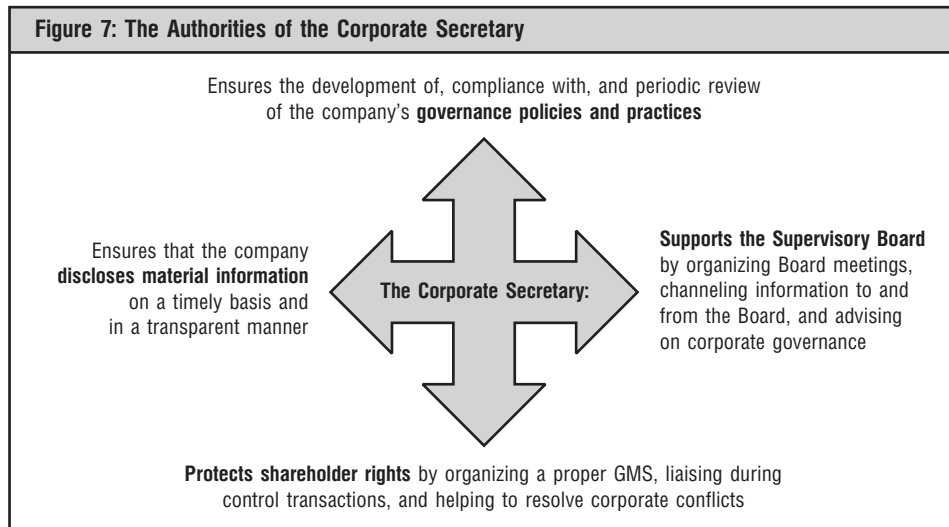 Figure 7: The Authorities of the Corporate Secretary
Ensures the development of, compliance with, and periodic review
of the company's governance policies and practices
Ensures that the company
discloses material information
on a timely basis and
in a transparent manner
The Corporate Secretary:
Supports the Supervisory Board
by organizing Board meetings,
channeling information to and
from the Board, and advising
on corporate governance
Protects shareholder rights by organizing a proper GMS, liaising during
control transactions, and helping to resolve corporate conflicts